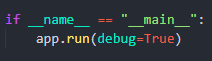 if __name__ == "__main__":
    app.run(debug=True)